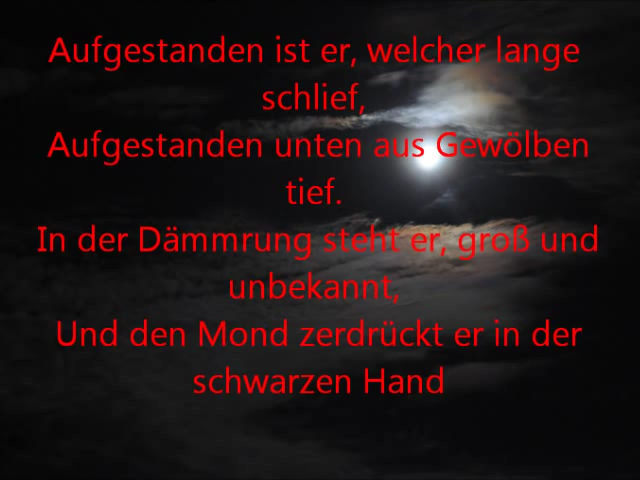 Aufgestanden ist er, welcher lange
schlief,
Aufgestanden unten aus Gewölben
tief.
In der Dämmrung steht er, groß und
unbekannt,
Und den Mond zerdrückt er in der
schwarzen Hand